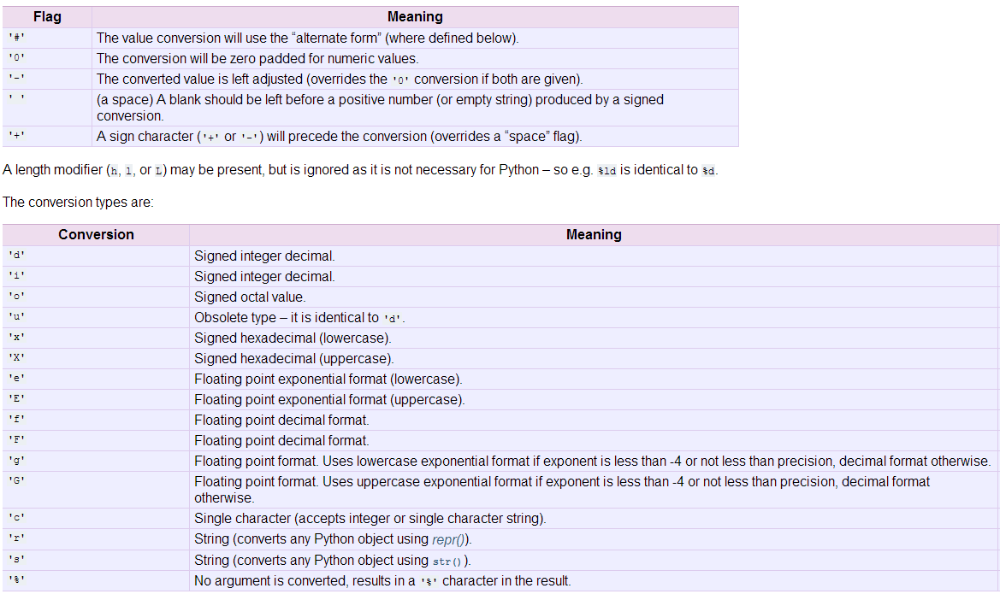 Flag Meaning
'#' The value conversion will use the “alternate form” (where defined below).
'0' The conversion will be zero padded for numeric values.
'-' The converted value is left adjusted (overrides the '0' conversion if both are given).
' ' (a space) A blank should be left before a positive number (or empty string) produced by a signed
conversion.
'+' A sign character ('+' or '-') will precede the conversion (overrides a “space” flag).
A length modifier (h, l, or L) may be present, but is ignored as it is not necessary for Python – so e.g. %ld is identical to %d.
The conversion types are:
Conversion Meaning
'd' Signed integer decimal.
'i' Signed integer decimal.
'o' Signed octal value.
'u' Obsolete type – it is identical to 'd'.
'x' Signed hexadecimal (lowercase).
'X' Signed hexadecimal (uppercase).
'e' Floating point exponential format (lowercase).
'E' Floating point exponential format (uppercase).
'f' Floating point decimal format.
'F' Floating point decimal format.
'g' Floating point format. Uses lowercase exponential format if exponent is less than -4 or not less than precision, decimal format otherwise.
'G' Floating point format. Uses uppercase exponential format if exponent is less than -4 or not less than precision, decimal format
otherwise.
'c' Single character (accepts integer or single character string).
'r' String (converts any Python object using repr()).
's' String (converts any Python object using str()).
'%' No argument is converted, results in a '%' character in the result.